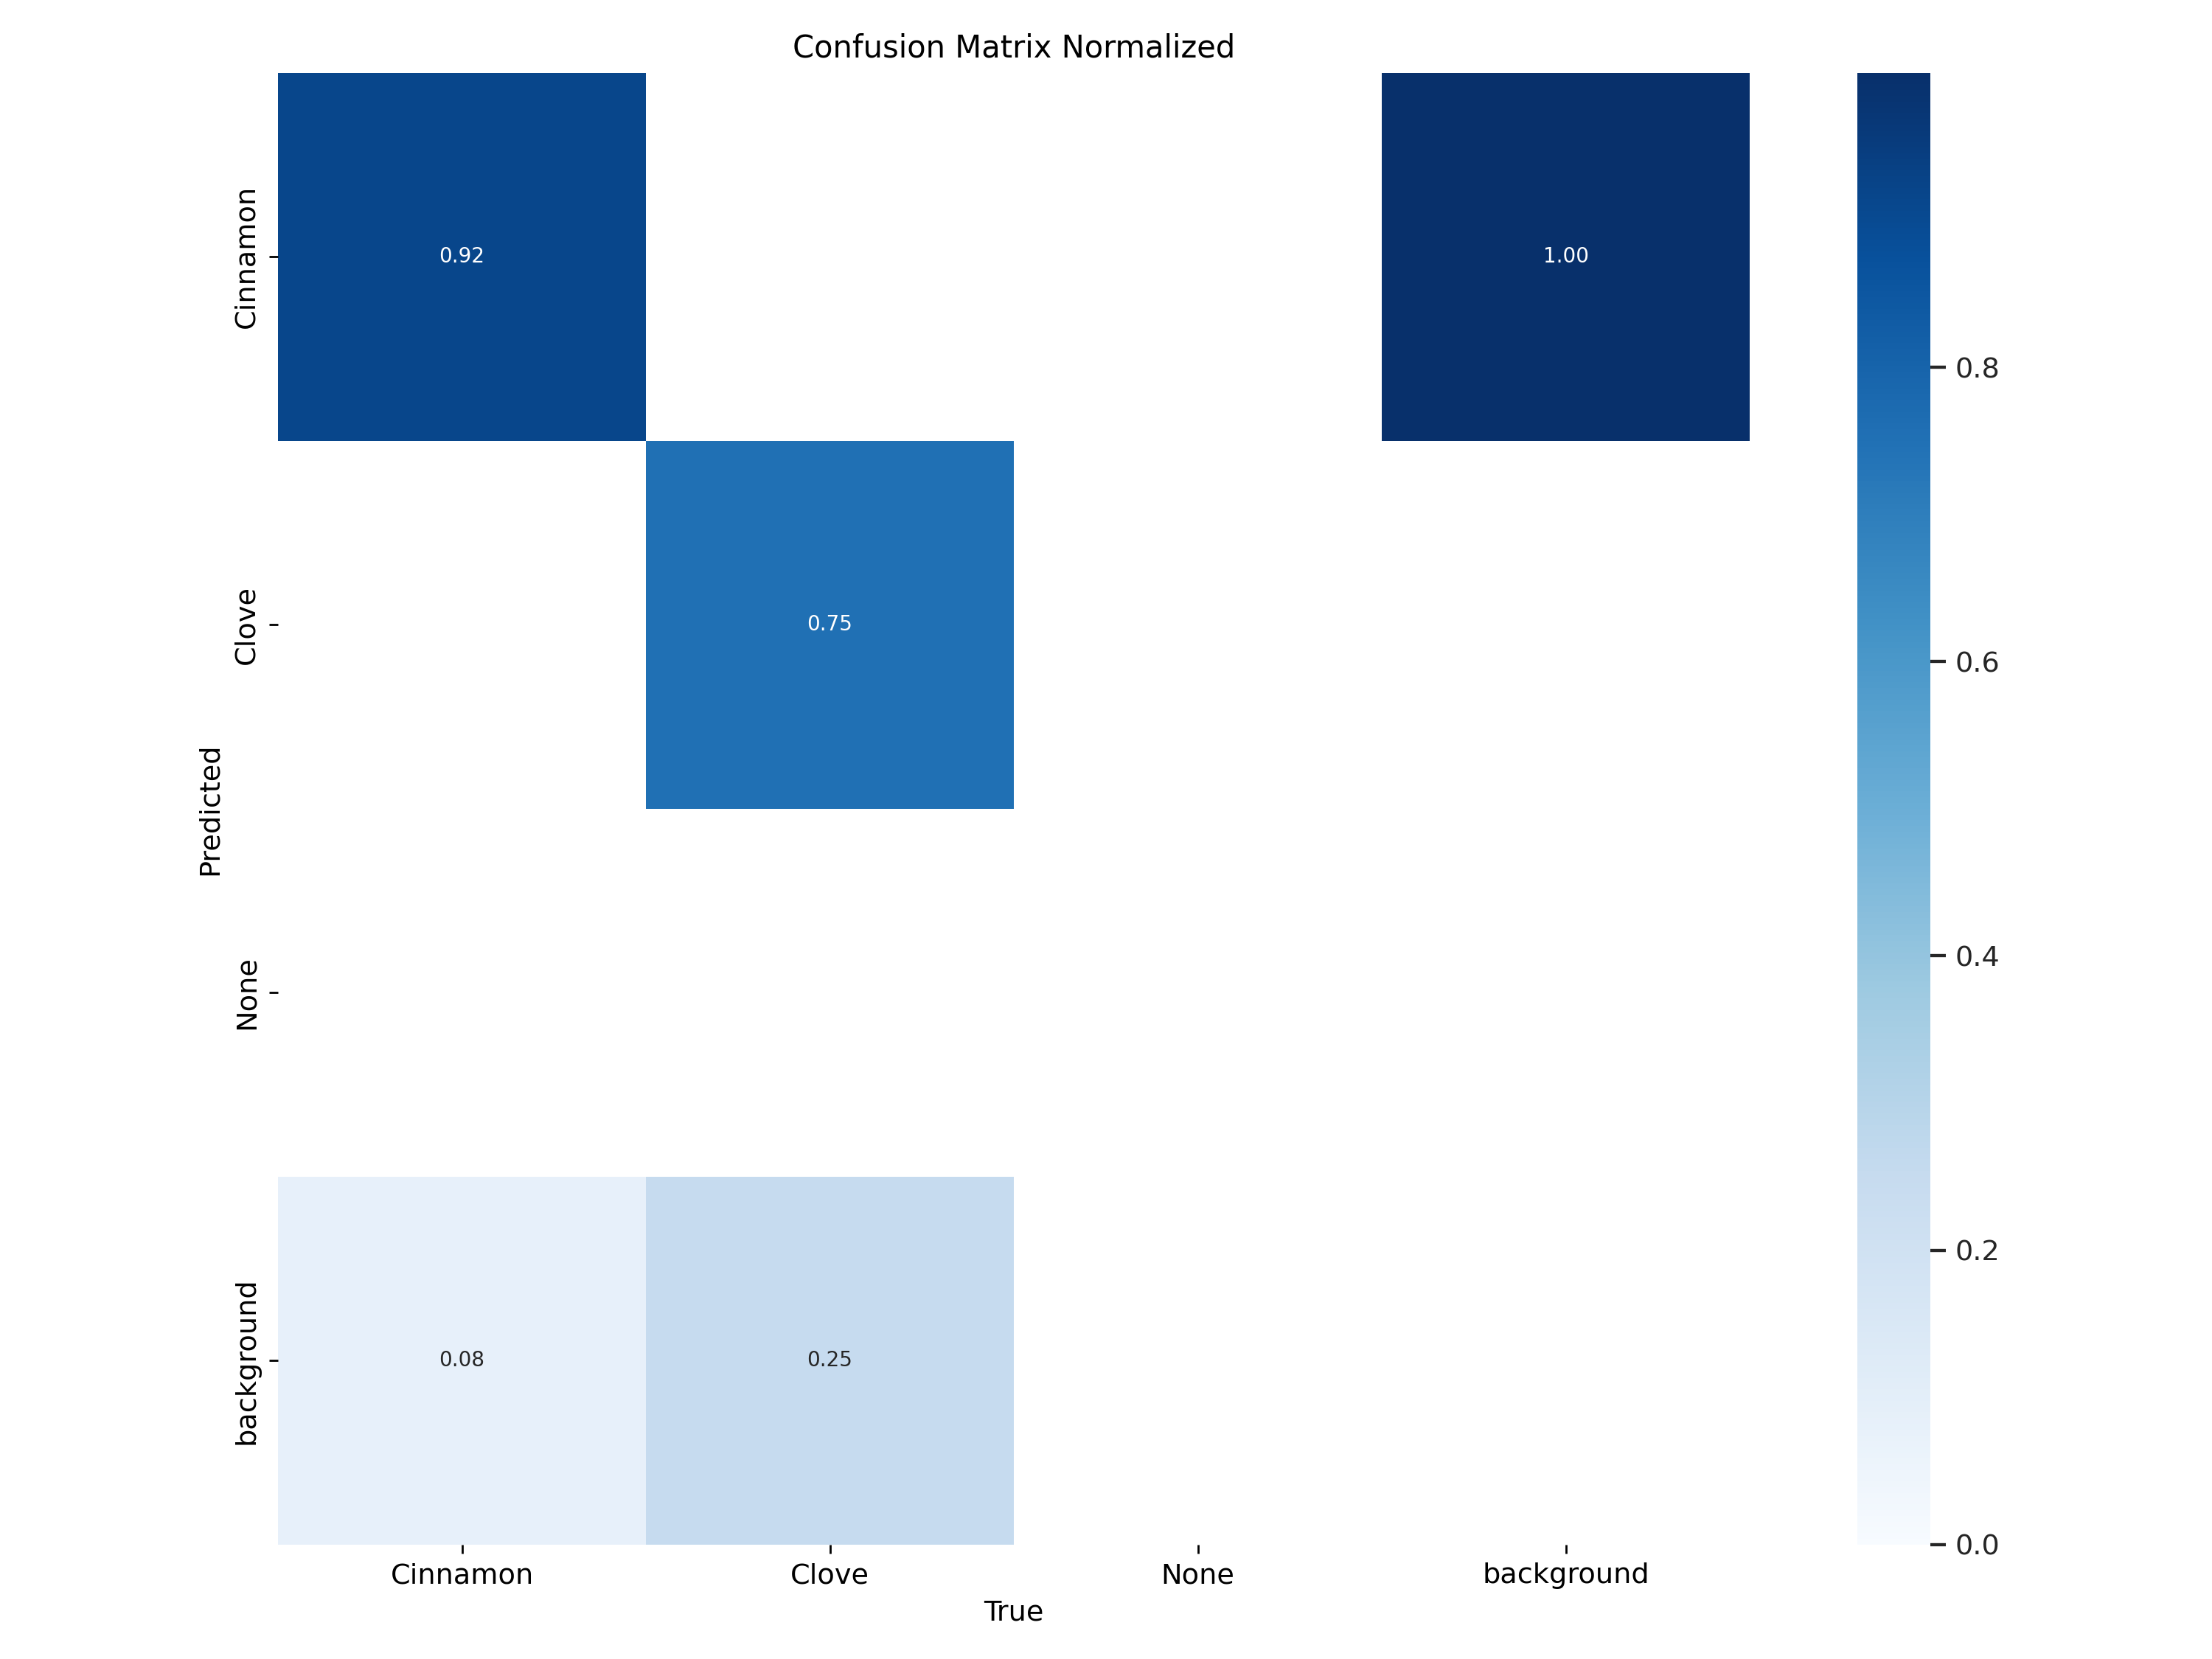 Confusion Matrix Normalized
Cinnamon
0.92
1.00
0.8
Clove
0.75
0.6
Predicted
None
0.4
background
0.08
0.25
0.2
0.0
Cinnamon
Clove
None
background
True